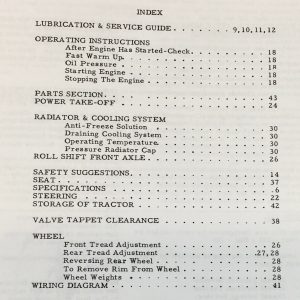 INDEX
LUBRICATION & SERVICE GUIDE . . . . . . . 9,10,11,12
OPERATING INSTRUCTIONS
After Engine Has Started-Check. . . . . . . 18
Fast Warm Up. . . . . . . . . . . . . . . 18
Oil Pressure . . . . . . . . . . . . . . . 18
Starting Engine . . . . . . . . . . . . . . 18
Stopping The Engine . . . . . . . . . . . . 18
PARTS SECTION. . . . . . . . . . . . . . . . 43
POWER TAKE-OFF . . . . . . . . . . . . . . . 24
RADIATOR & COOLING SYSTEM
Anti-Freeze Solution . . . . . . . . . . . 30
Draining Cooling System . . . . . . . . . . 30
Operating Temperature. . . . . . . . . . . 30
Pressure Radiator Cap . . . . . . . . . . . 30
ROLL SHIFT FRONT AXLE . . . . . . . . . . . . 26
SAFETY SUGGESTIONS. . . . . . . . . . . . . . 14
SEAT . . . . . . . . . . . . . . . . . . . . 37
SPECIFICATIONS . . . . . . . . . . . . . . . 6
STEERING . . . . . . . . . . . . . . . . . . 22
STORAGE OF TRACTOR . . . . . . . . . . . . . 42
VALVE TAPPET CLEARANCE . . . . . . . . . . . 38
WHEEL
Front Tread Adjustment . . . . . . . . . . 26
Rear Tread Adjustment . . . . . . . . . .27,28
Reversing Rear Wheel . . . . . . . . . . . 28
To Remove Rim From Wheel . . . . . . . . . 28
Wheel Weights . . . . . . . . . . . . . . 28
WIRING DIAGRAM . . . . . . . . . . . . . . . 41